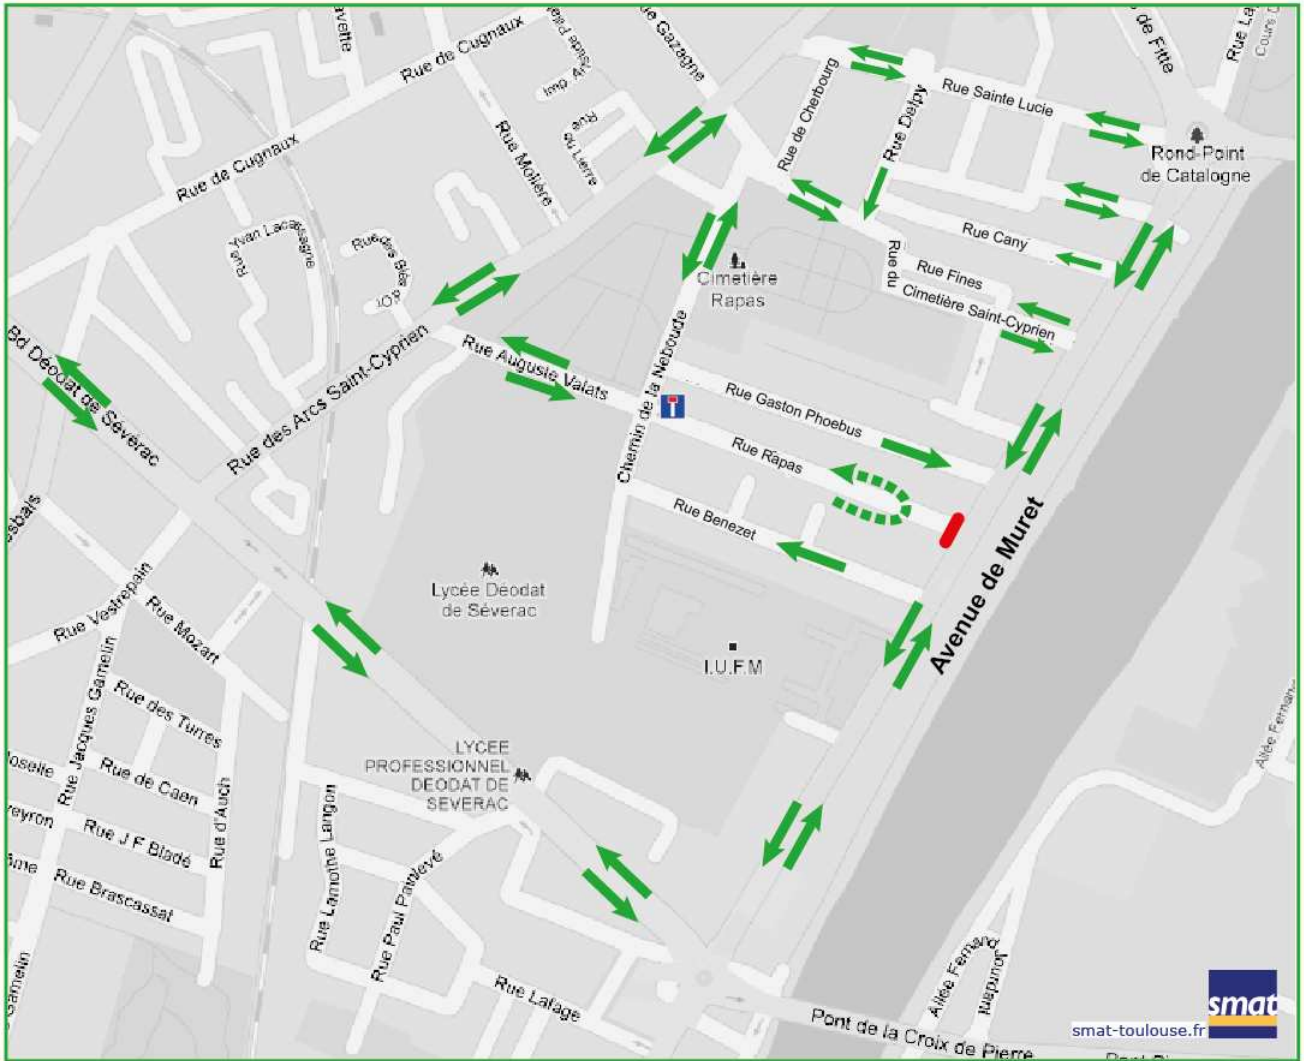 Rue de Cugnaux
Rue de Cugnaux
Rue Molière
Rue
du Lierre
Rue de Cherbourg
Rue Delpy
Rue Sainte Lucie
de Fitte
Rond-Point
de Catalogne
Rue Cany
Rue Fines
Rue du
Cimetière Saint-Cyprien
Cimetière
Rapas
Chemin de la Néboude
Rue Auguste Valats
Rue Gaston Phoebus
Rue Rapas
Rue Benezet
Avenue de Muret
Bd Déodat de Séverac
Rue des Arcs Saint-Cyprien
Lycée Déodat
de Séverac
I.U.F.M
Rue Vestrepain
Rue Mozart
Rue Jacques Gamelin
Rue des Turres
Rue de Caen
Rue J F Bladé
Rue Brascassat
Rue d'Auch
Gamelin
LYCEE
PROFESSIONNEL
DEODAT DE
SEVERAC
Rue Lamothe Langon
Rue Paul Painlevé
Rue Lafage
Pont de la Croix de Pierre
Allée Fernand
Jourdant
smat
smat-toulouse.fr